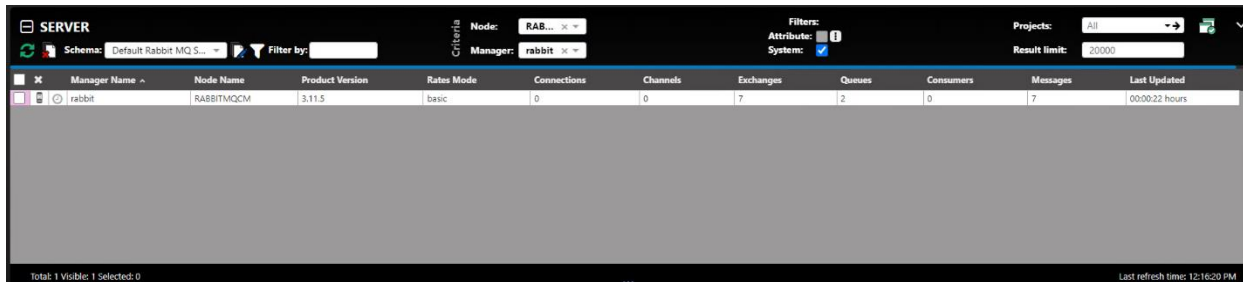 SERVER
Criteria
Node: RAB...
Filters:
Attribute:
Projects: All
Schema: Default Rabbit MQ S...
Filter by:
Manager: rabbit
System:
Result limit: 20000
Manager Name Node Name Product Version Rates Mode Connections Channels Exchanges Queues Consumers Messages Last Updated
rabbit RABBITMQCM 3.11.5 basic 0 0 7 2 0 7 00:00:22 hours
Total: 1 Visible: 1 Selected: 0 Last refresh time: 12:16:20 PM